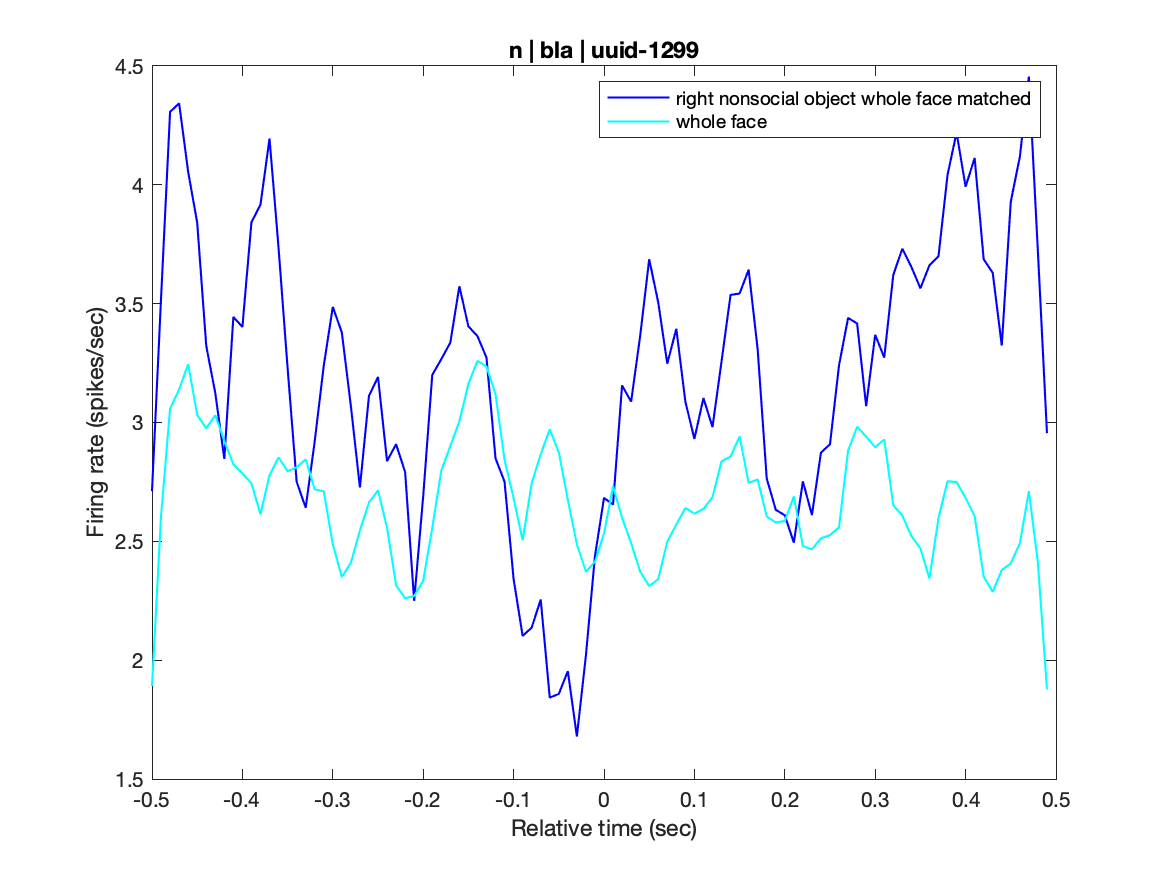 n | bla | uuid-1299
right nonsocial object whole face matched
whole face
4.5
4
3.5
3
2.5
2
1.5
Firing rate (spikes/sec)
-0.5 -0.4 -0.3 -0.2 -0.1 0 0.1 0.2 0.3 0.4 0.5
Relative time (sec)